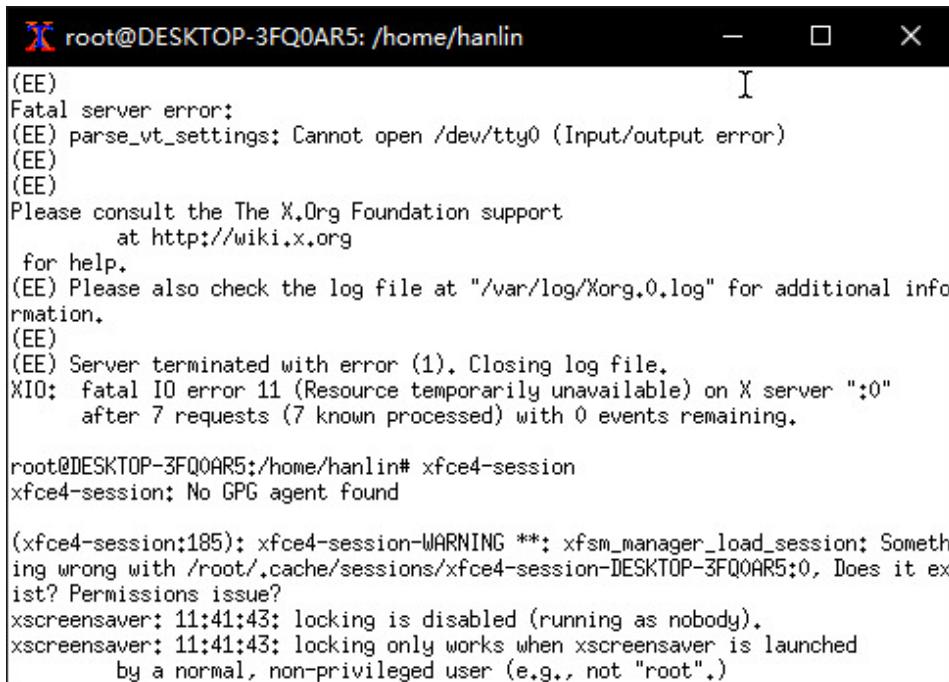 root@DESKTOP-3FQ0AR5: /home/hanlin
(EE)
Fatal server error:
(EE) parse_vt_settings: Cannot open /dev/tty0 (Input/output error)
(EE)
(EE)
Please consult the The X.Org Foundation support
at http://wiki.x.org
for help.
(EE) Please also check the log file at "/var/log/Xorg.0.log" for additional info
rmation.
(EE)
(EE) Server terminated with error (1). Closing log file.
XIO:  fatal IO error 11 (Resource temporarily unavailable) on X server ":0"
after 7 requests (7 known processed) with 0 events remaining.
root@DESKTOP-3FQ0AR5:/home/hanlin# xfce4-session
xfce4-session: No GPG agent found
(xfce4-session:185): xfce4-session-WARNING **: xfsm_manager_load_session: Someth
ing wrong with /root/.cache/sessions/xfce4-session-DESKTOP-3FQ0AR5:0, Does it ex
ist? Permissions issue?
xscreensaver: 11:41:43: locking is disabled (running as nobody).
xscreensaver: 11:41:43: locking only works when xscreensaver is launched
by a normal, non-privileged user (e.g., not "root".)